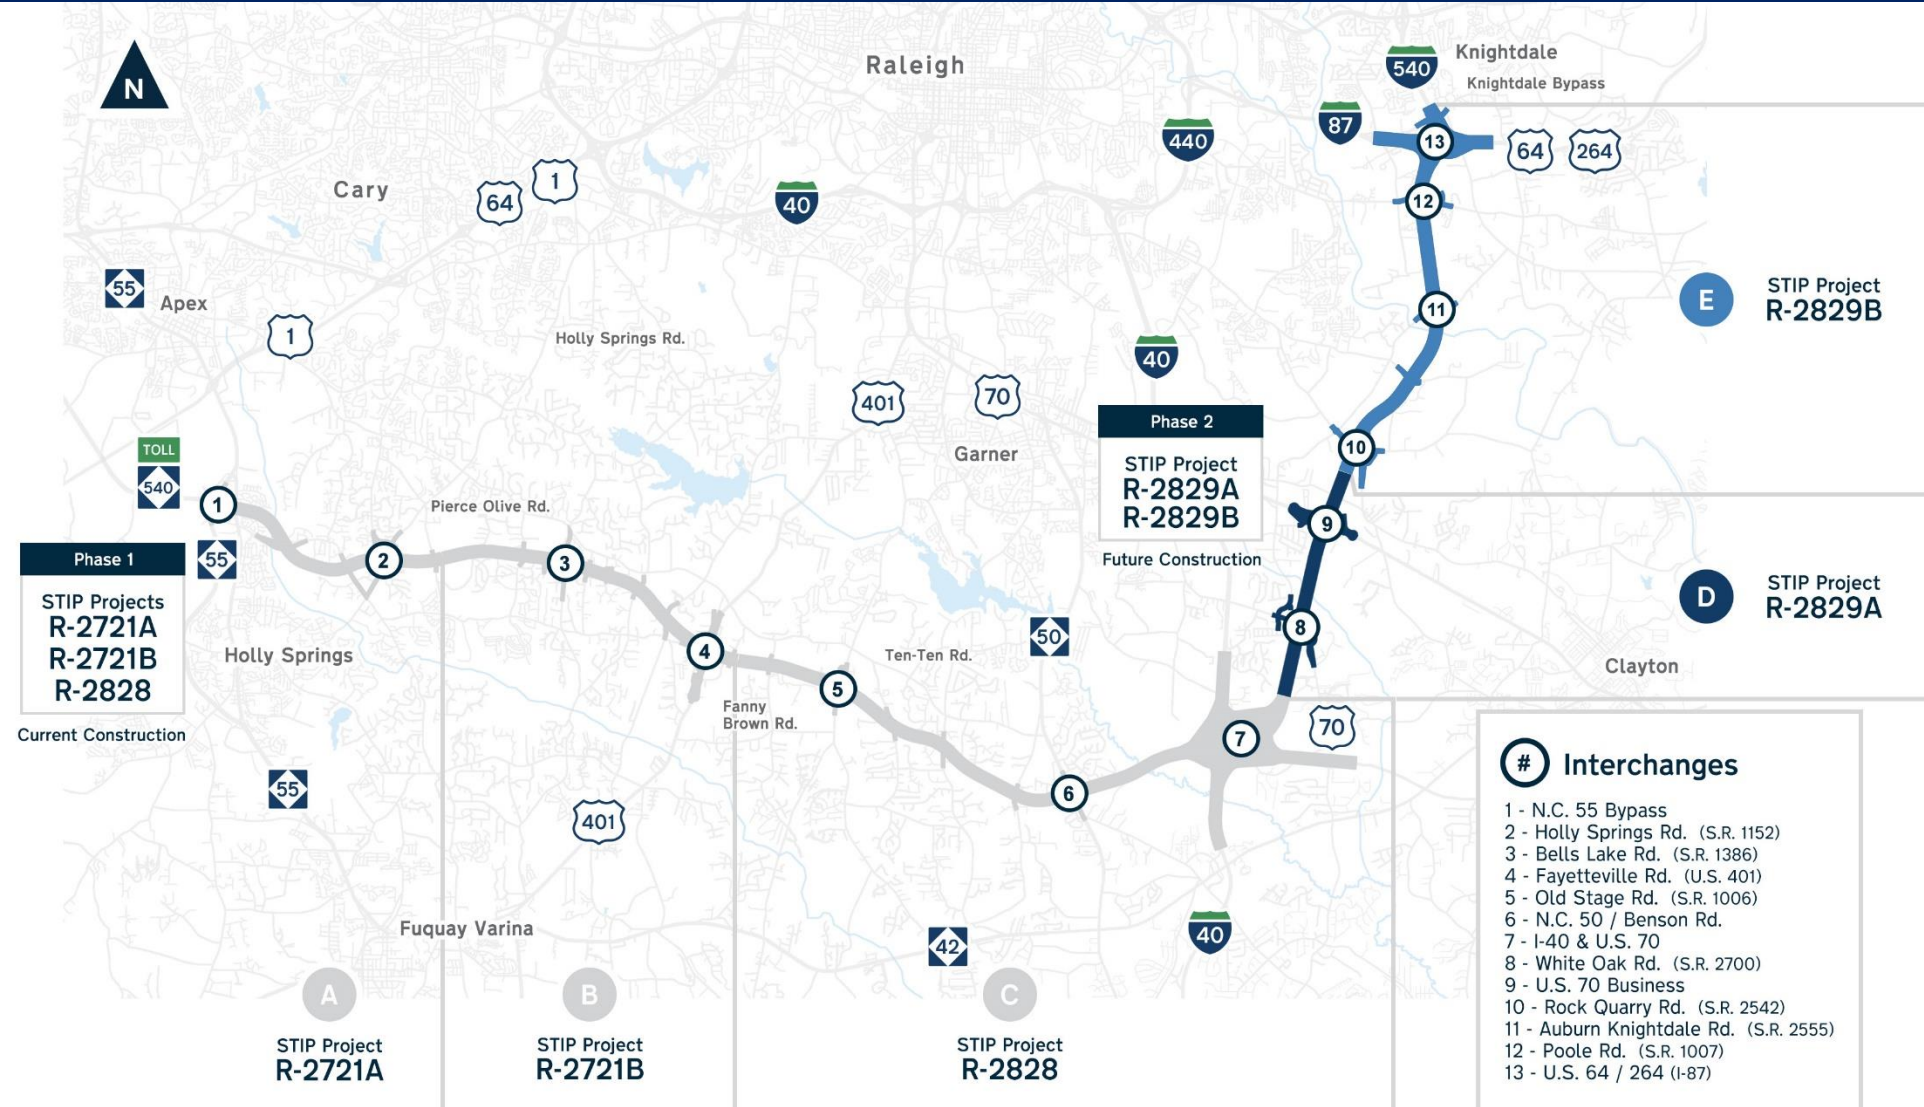 N
Raleigh
540
Knightdale
Knightdale Bypass
87
440
13
64
264
Cary
64
1
40
12
55
Apex
1
Holly Springs Rd.
11
E
STIP Project
R-2829B
40
401
70
Garner
Phase 2
STIP Project
R-2829A
R-2829B
Future Construction
10
TOLL
540
1
55
Pierce Olive Rd.
2
3
9
Phase 1
STIP Projects
R-2721A
R-2721B
R-2828
Current Construction
Holly Springs
4
5
Fanny
Brown Rd.
Ten-Ten Rd.
50
8
D
STIP Project
R-2829A
Clayton
7
70
6
55
401
Fuquay Varina
42
40
# Interchanges
1 - N.C. 55 Bypass
2 - Holly Springs Rd. (S.R. 1152)
3 - Bells Lake Rd. (S.R. 1386)
4 - Fayetteville Rd. (U.S. 401)
5 - Old Stage Rd. (S.R. 1006)
6 - N.C. 50 / Benson Rd.
7 - I-40 & U.S. 70
8 - White Oak Rd. (S.R. 2700)
9 - U.S. 70 Business
10 - Rock Quarry Rd. (S.R. 2542)
11 - Auburn Knightdale Rd. (S.R. 2555)
12 - Poole Rd. (S.R. 1007)
13 - U.S. 64 / 264 (I-87)
A
STIP Project
R-2721A
B
STIP Project
R-2721B
C
STIP Project
R-2828